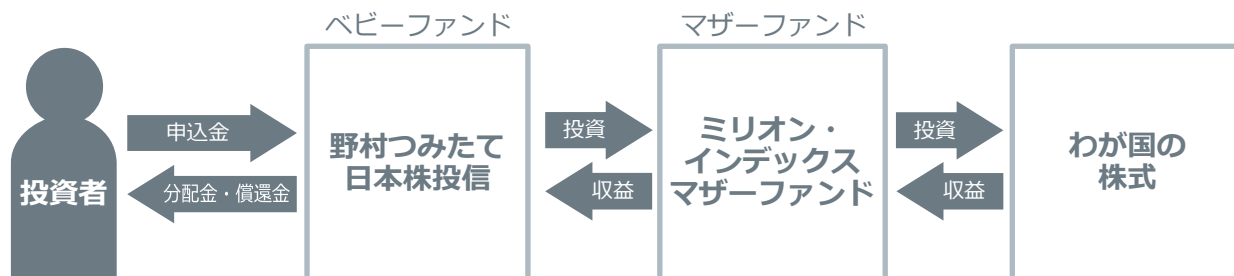 ベビーファンド
マザーファンド
投資者
申込金
分配金・償還金
野村つみたて
日本株投信
投資
収益
ミリオン・
インデックス
マザーファンド
投資
収益
わが国の
株式